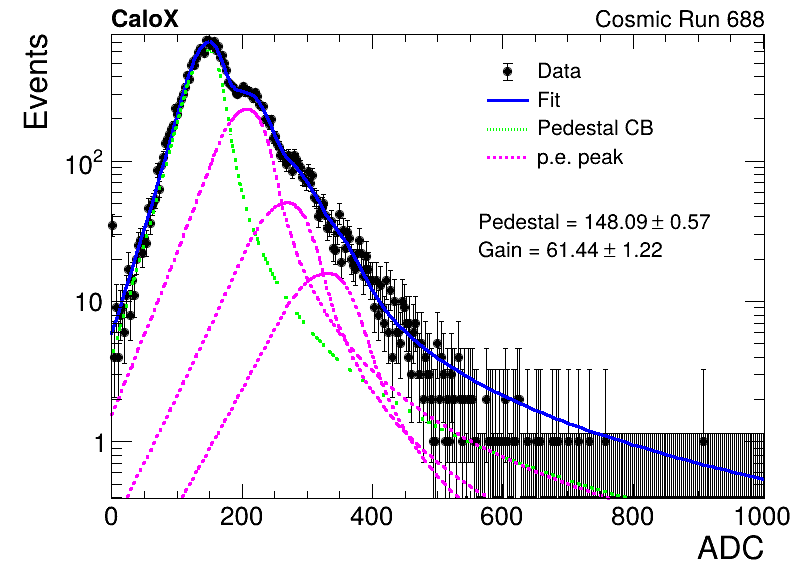 CaloX
Cosmic Run 688
Events
Data
Fit
Pedestal CB
p.e. peak
Pedestal = 148.09 ± 0.57
Gain = 61.44 ± 1.22
10²
10
1
0 200 400 600 800 1000
ADC